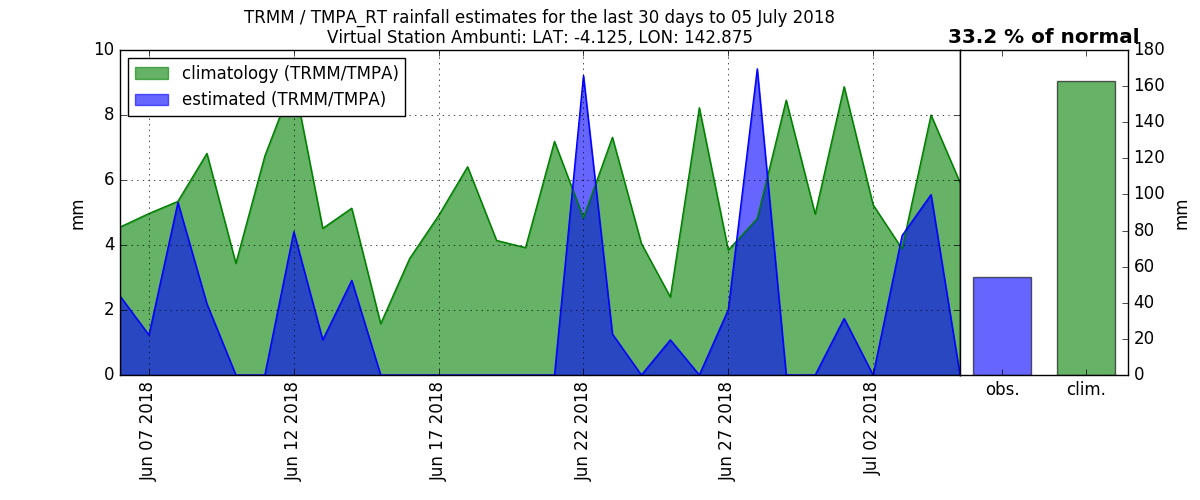 TRMM / TMPA_RT rainfall estimates for the last 30 days to 05 July 2018
Virtual Station Ambunti: LAT: -4.125, LON: 142.875
33.2 % of normal
climatology (TRMM/TMPA)
estimated (TRMM/TMPA)
10
8
6
4
2
0
mm
Jun 07 2018
Jun 12 2018
Jun 17 2018
Jun 22 2018
Jun 27 2018
Jul 02 2018
180
160
140
120
100
80
60
40
20
0
mm
obs.
clim.